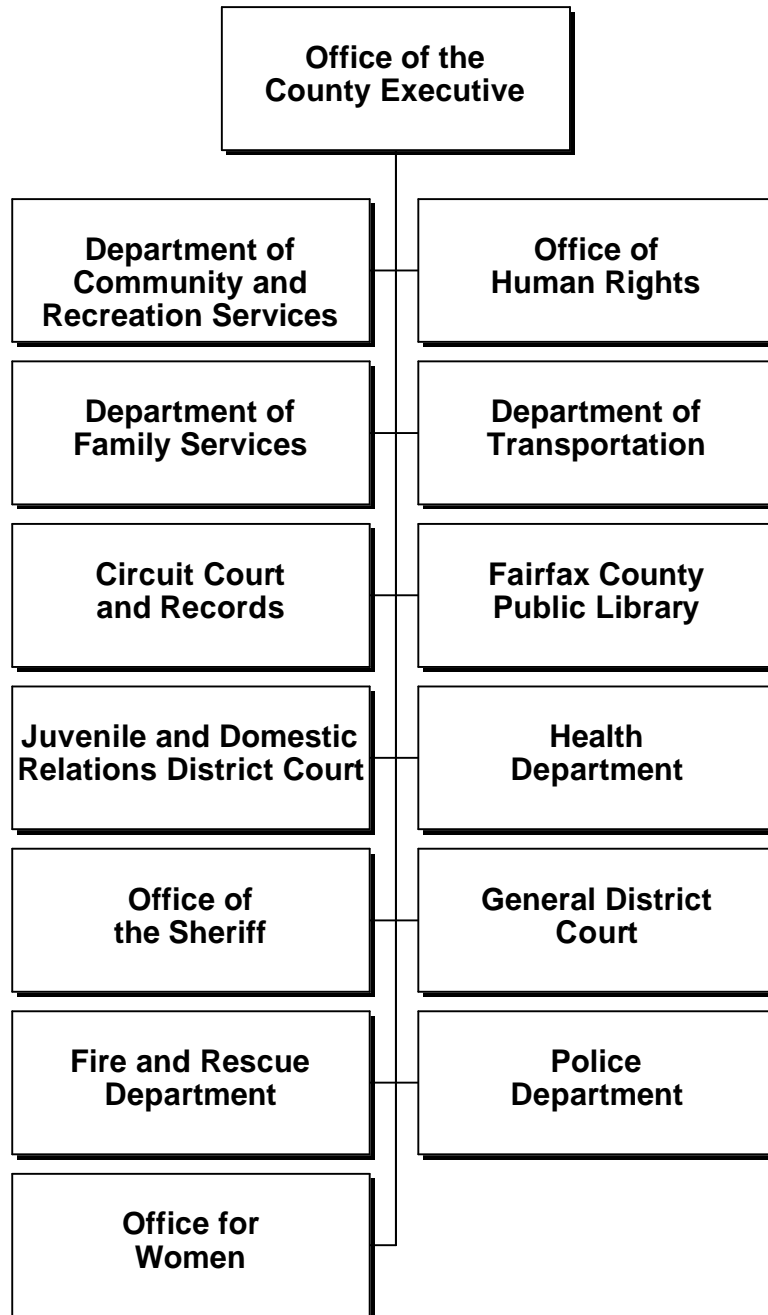 Office of the
County Executive
Department of
Community and
Recreation Services
Office of
Human Rights
Department of
Family Services
Department of
Transportation
Circuit Court
and Records
Fairfax County
Public Library
Juvenile and Domestic
Relations District Court
Health
Department
Office of
the Sheriff
General District
Court
Fire and Rescue
Department
Police
Department
Office for
Women